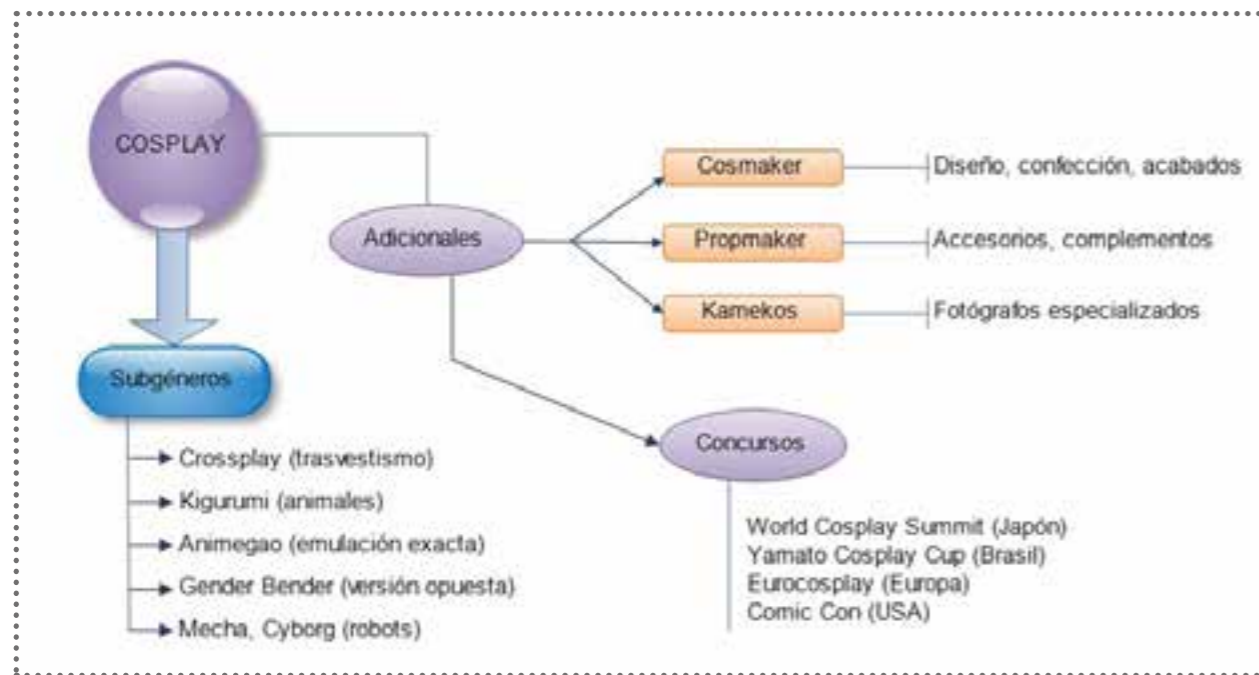 COSPLAY
Adicionales
Cosmaker
Diseño, confección, acabados
Propmaker
Accesorios, complementos
Kamekos
Fotógrafos especializados
Subgéneros
Crossplay (trasvestismo)
Kigurumi (animales)
Animegao (emulación exacta)
Gender Bender (versión opuesta)
Mecha, Cyborg (robots)
Concursos
World Cosplay Summit (Japón)
Yamato Cosplay Cup (Brasil)
Eurocosplay (Europa)
Comic Con (USA)